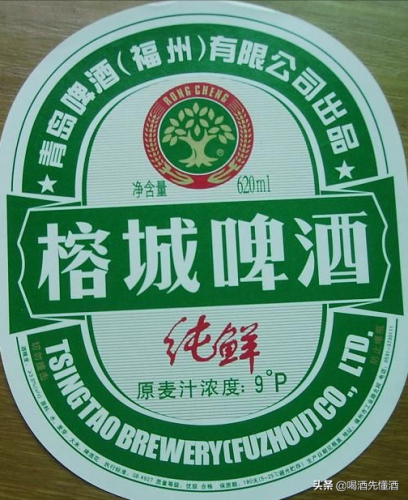 ★青岛啤酒(福州)有限公司出品★
RONG CHENG
净含量 620ml
榕城啤酒
纯鲜
原麦汁浓度: 9°P
TSINGTAO BREWERY(FUZHOU) CO., LTD.
头条 @喝酒先懂酒